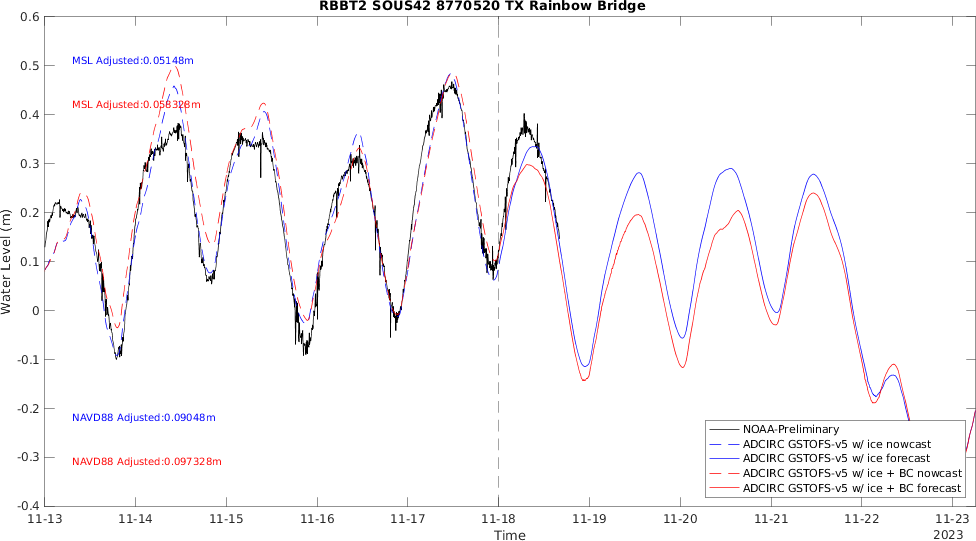 RBBT2 SOUS42 8770520 TX Rainbow Bridge
0.6
0.5
0.4
0.3
0.2
0.1
0
-0.1
-0.2
-0.3
-0.4
Water Level (m)
MSL Adjusted:0.05148m
MSL Adjusted:0.058328m
NAVD88 Adjusted:0.09048m
NAVD88 Adjusted:0.097328m
NOAA-Preliminary
ADCIRC GSTOFS-v5 w/ ice nowcast
ADCIRC GSTOFS-v5 w/ ice forecast
ADCIRC GSTOFS-v5 w/ ice + BC nowcast
ADCIRC GSTOFS-v5 w/ ice + BC forecast
11-13 11-14 11-15 11-16 11-17 11-18 11-19 11-20 11-21 11-22 11-23
Time
2023